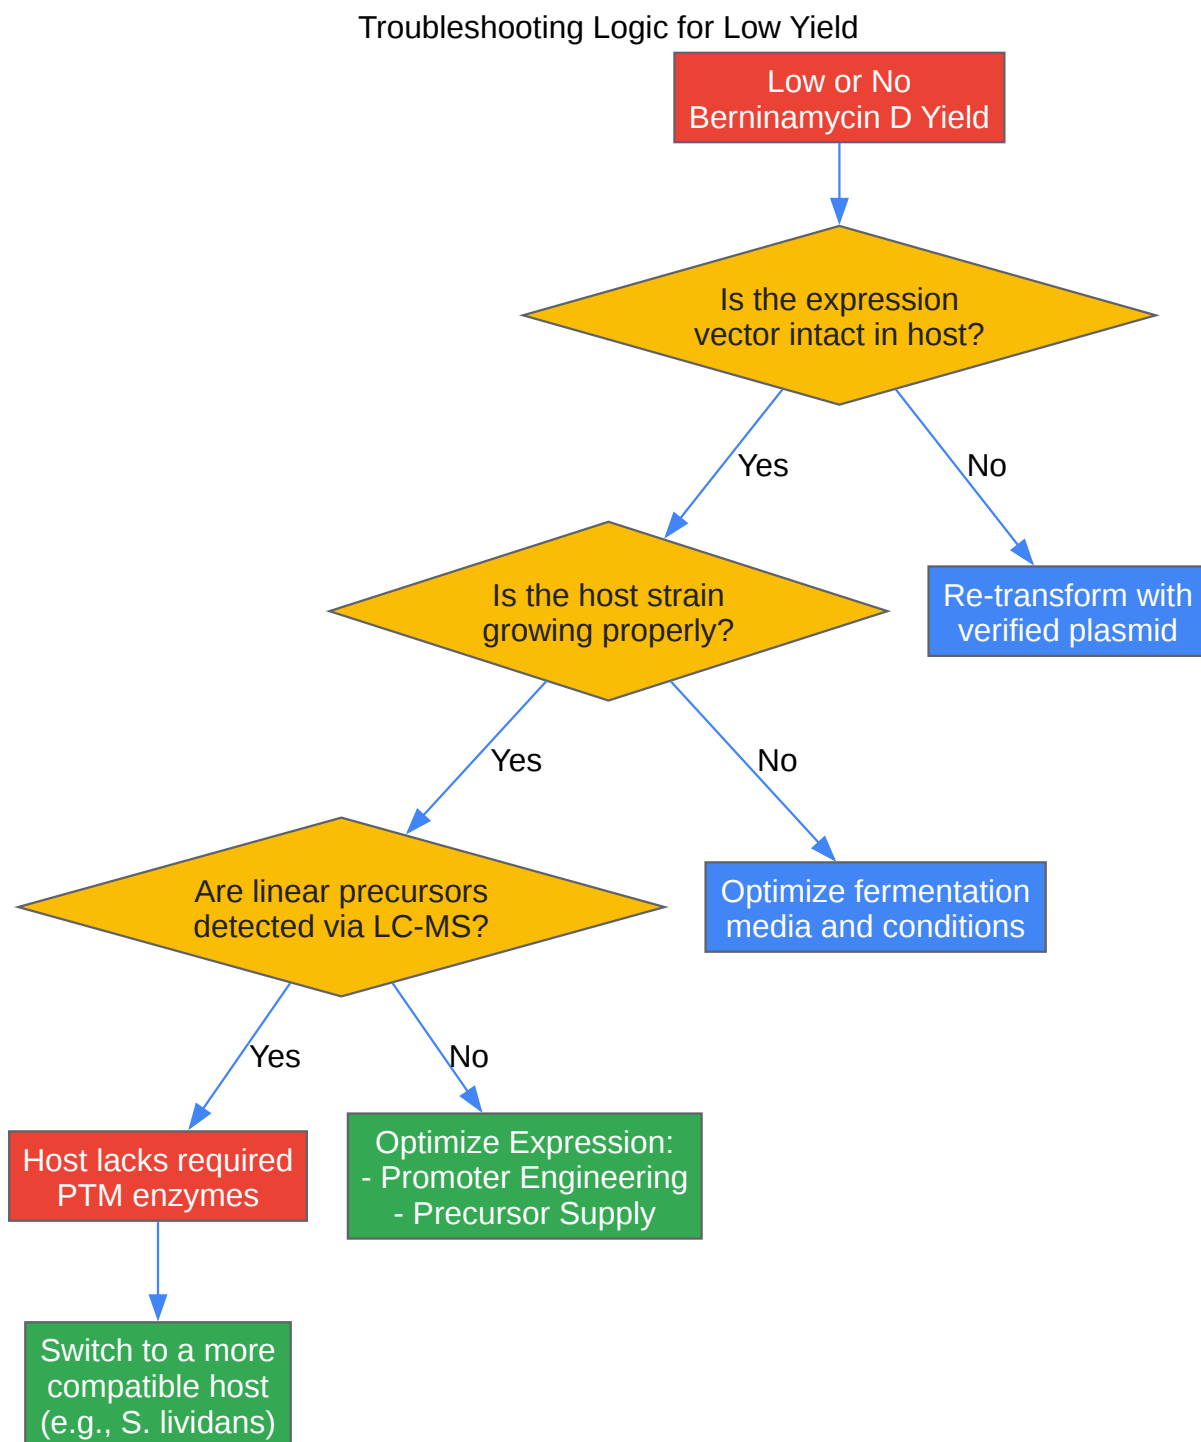 Troubleshooting Logic for Low Yield
Low or No
Berninamycin D Yield
Is the expression
vector intact in host?
Yes
No
Is the host strain
growing properly?
Re-transform with
verified plasmid
Yes
No
Are linear precursors
detected via LC-MS?
Optimize fermentation
media and conditions
Yes
No
Host lacks required
PTM enzymes
Optimize Expression:
- Promoter Engineering
- Precursor Supply
Switch to a more
compatible host
(e.g., S. lividans)